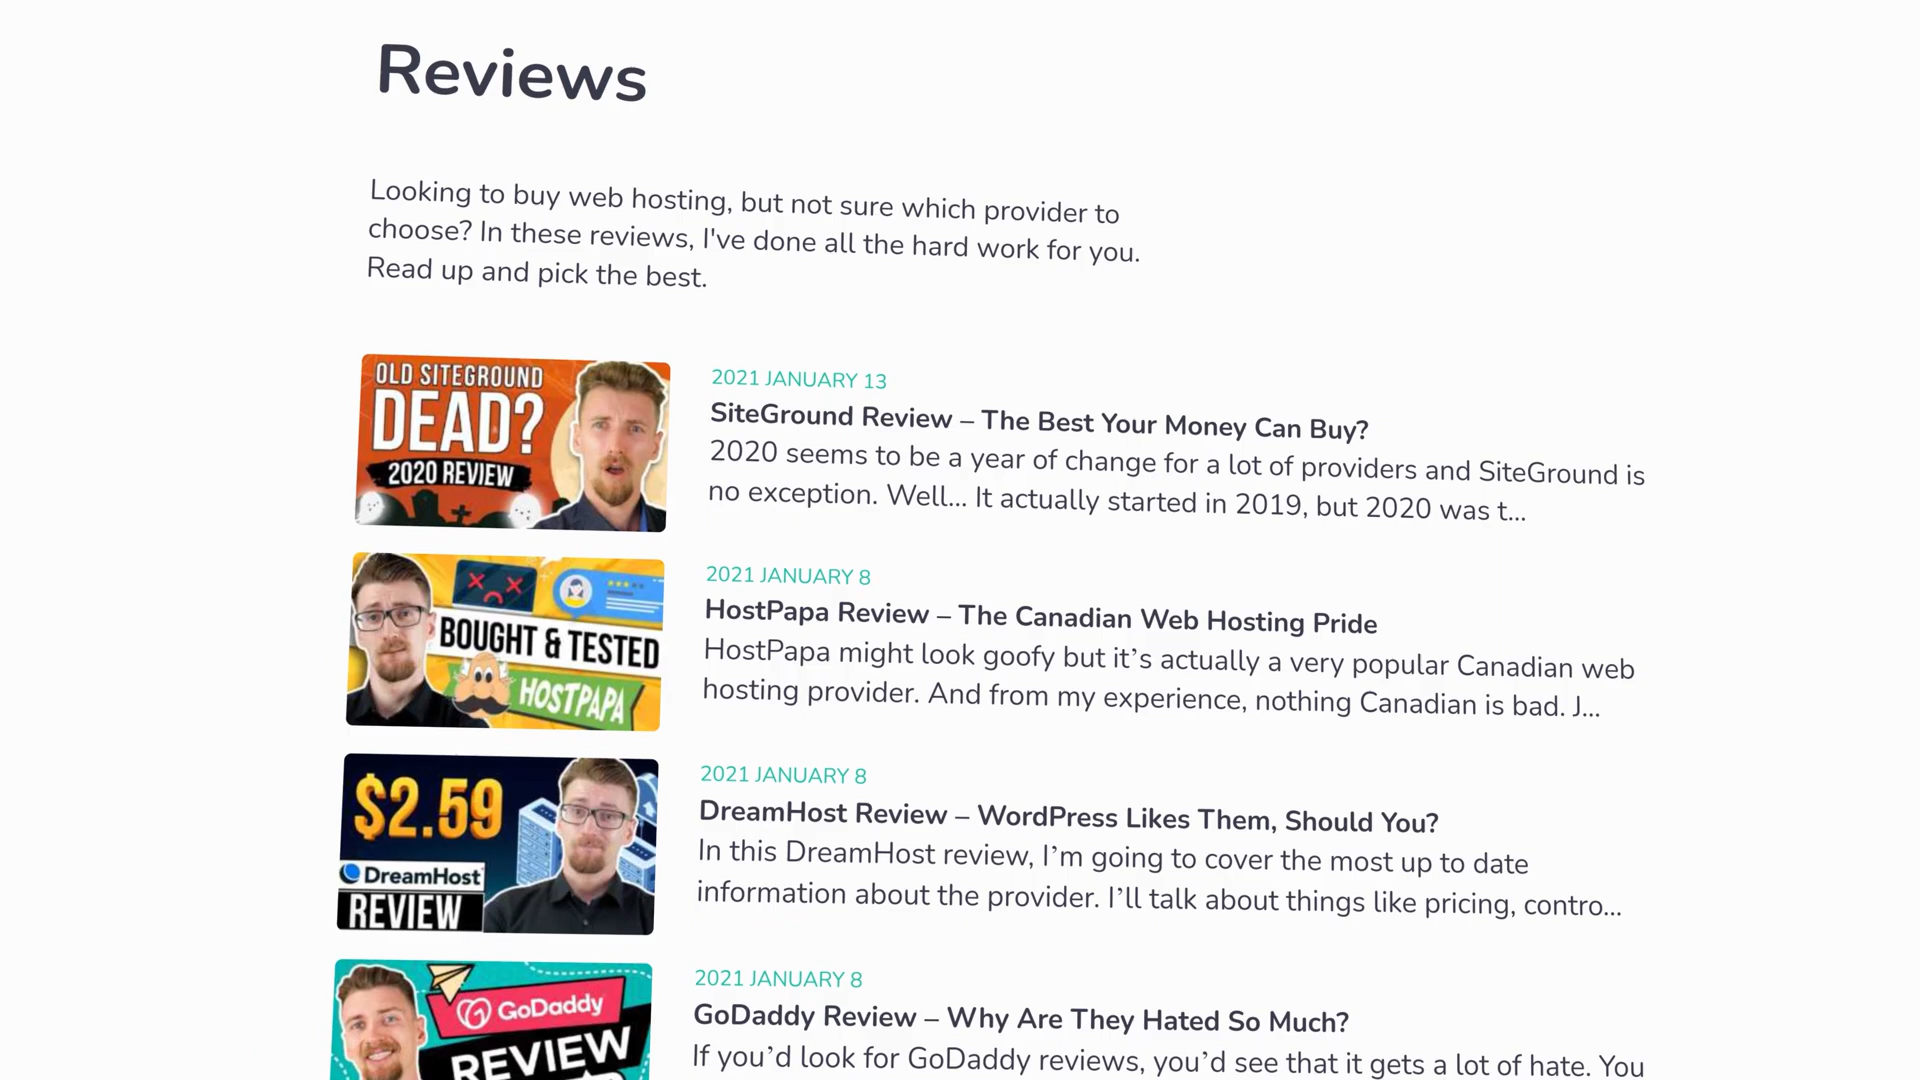 Reviews
Looking to buy web hosting, but not sure which provider to
choose? In these reviews, I've done all the hard work for you.
Read up and pick the best.
OLD SITEGROUND
DEAD?
2020 REVIEW
2021 JANUARY 13
SiteGround Review – The Best Your Money Can Buy?
2020 seems to be a year of change for a lot of providers and SiteGround is
no exception. Well... It actually started in 2019, but 2020 was t...
BOUGHT & TESTED
HOSTPAPA
2021 JANUARY 8
HostPapa Review – The Canadian Web Hosting Pride
HostPapa might look goofy but it’s actually a very popular Canadian web
hosting provider. And from my experience, nothing Canadian is bad. J...
$2.59
DreamHost
REVIEW
2021 JANUARY 8
DreamHost Review – WordPress Likes Them, Should You?
In this DreamHost review, I’m going to cover the most up to date
information about the provider. I’ll talk about things like pricing, contro...
GoDaddy
REVIEW
2021 JANUARY 8
GoDaddy Review – Why Are They Hated So Much?
If you’d look for GoDaddy reviews, you’d see that it gets a lot of hate. You